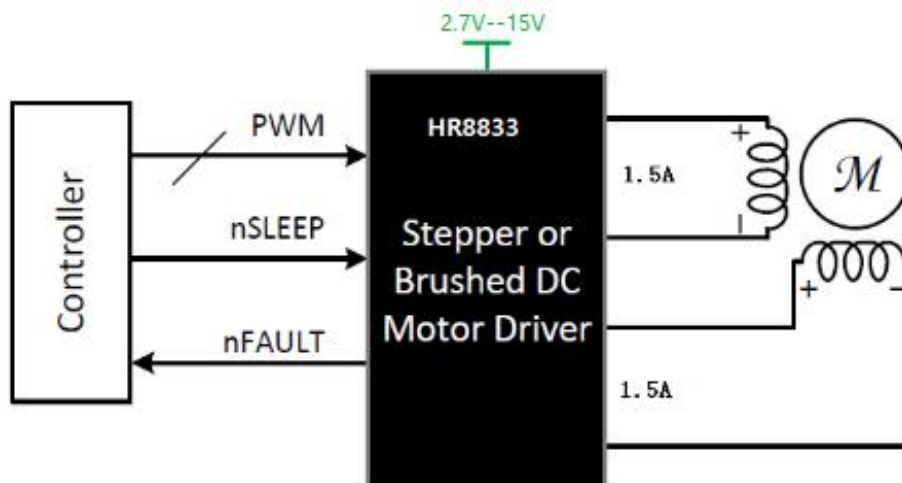 2.7V--15V
HR8833
PWM
nSLEEP
nFAULT
Controller
Stepper or
Brushed DC
Motor Driver
+
1.5A
−
M
+
−
1.5A